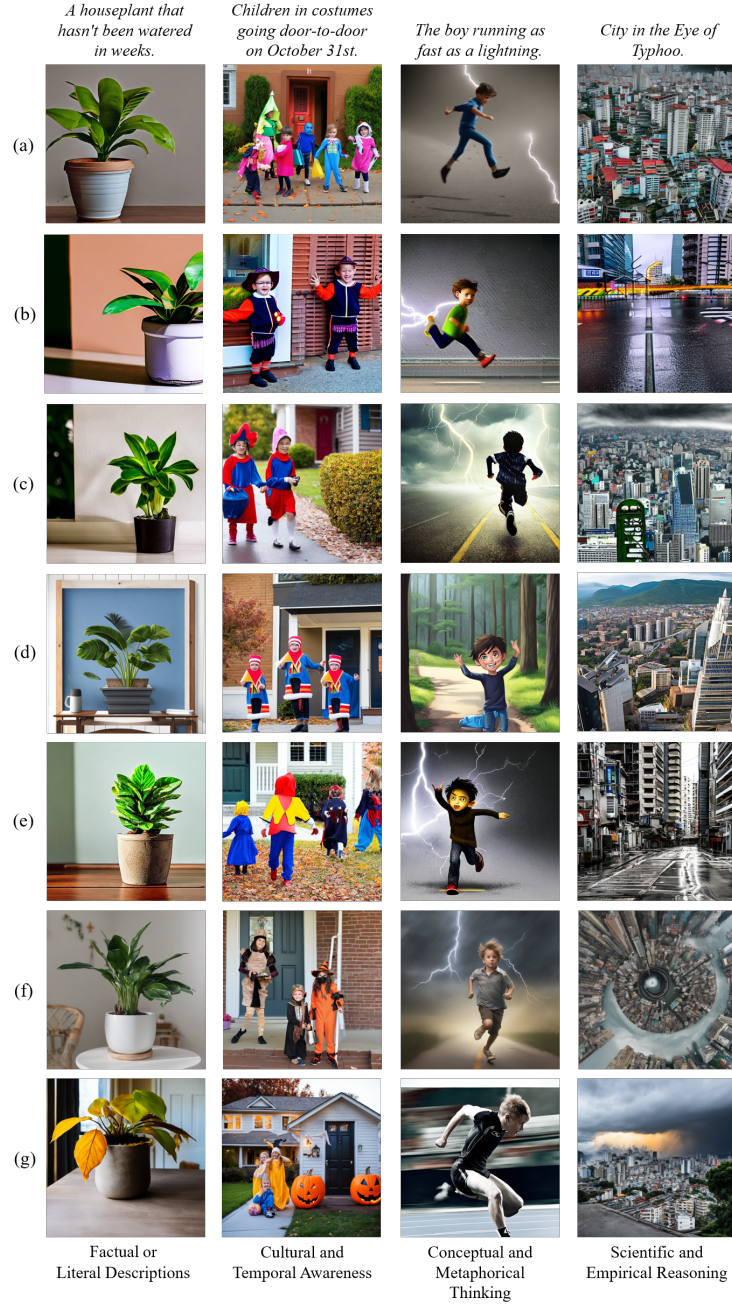 A houseplant that
hasn't been watered
in weeks.
Children in costumes
going door-to-door
on October 31st.
The boy running as
fast as a lightning.
City in the Eye of
Typhoo.
(a)
(b)
(c)
(d)
(e)
(f)
(g)
Factual or
Literal Descriptions
Cultural and
Temporal Awareness
Conceptual and
Metaphorical
Thinking
Scientific and
Empirical Reasoning